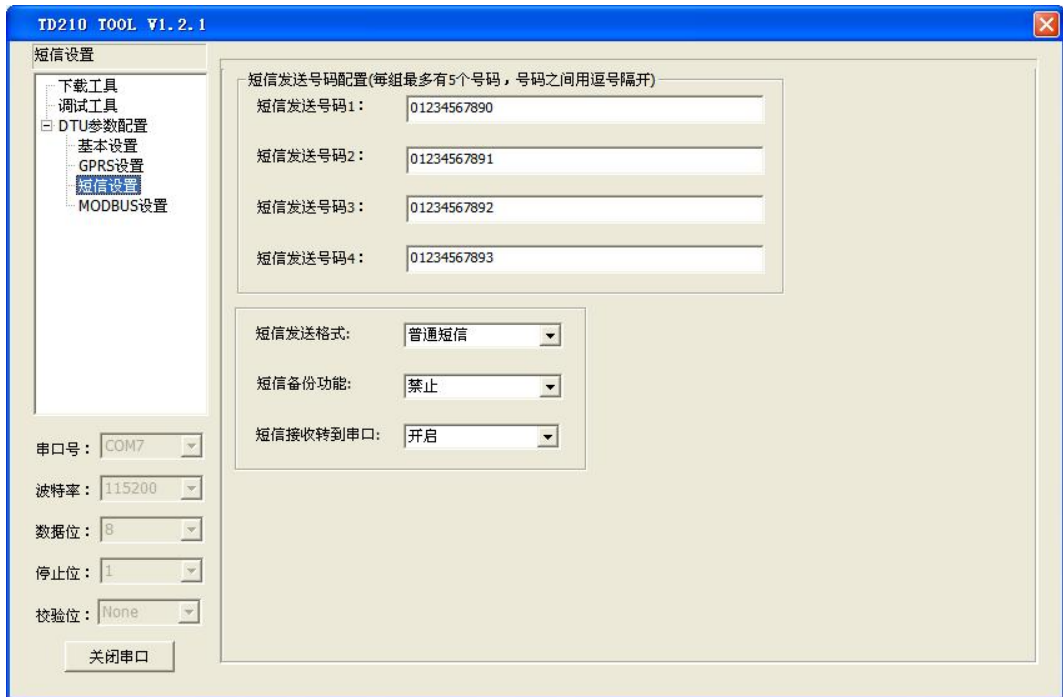 TD210 TOOL V1.2.1
短信设置
下载工具
调试工具
DTU参数配置
基本设置
GPRS设置
短信设置
MODBUS设置
串口号： COM7
波特率： 115200
数据位： 8
停止位： 1
校验位： None
关闭串口
短信发送号码配置(每组最多有5个号码，号码之间用逗号隔开)
短信发送号码1： 01234567890
短信发送号码2： 01234567891
短信发送号码3： 01234567892
短信发送号码4： 01234567893
短信发送格式: 普通短信
短信备份功能: 禁止
短信接收转到串口: 开启